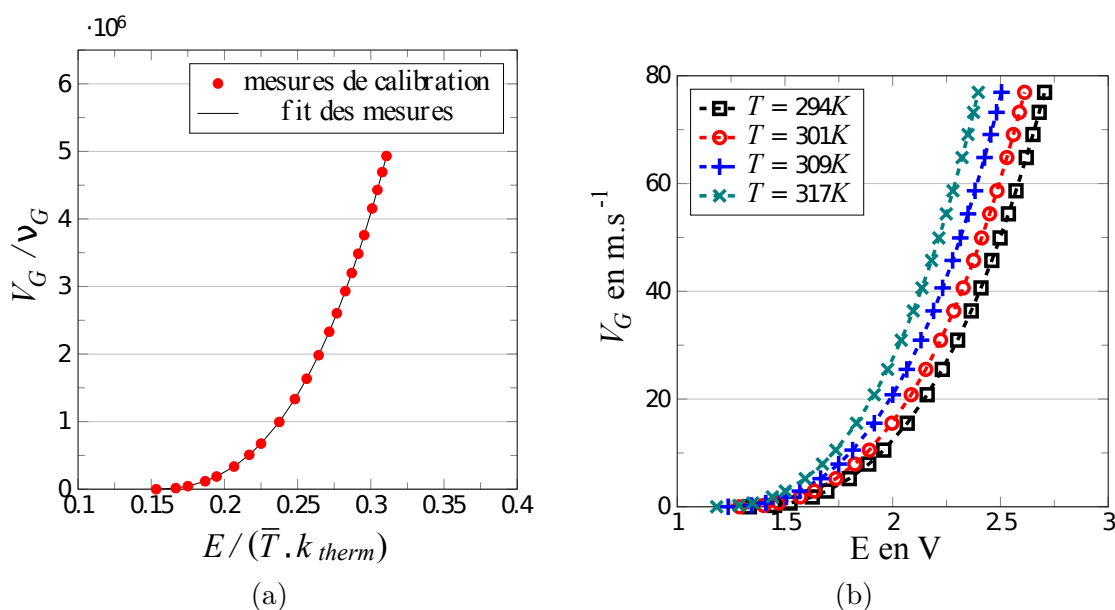 ·10⁶
6
5
4
3
2
1
0
V_G / ν_G
mesures de calibration
fit des mesures
0.1 0.15 0.2 0.25 0.3 0.35 0.4
E / (T̅ . k_therm)
(a)
80
60
40
20
0
V_G en m.s⁻¹
T = 294K
T = 301K
T = 309K
T = 317K
1 1.5 2 2.5 3
E en V
(b)